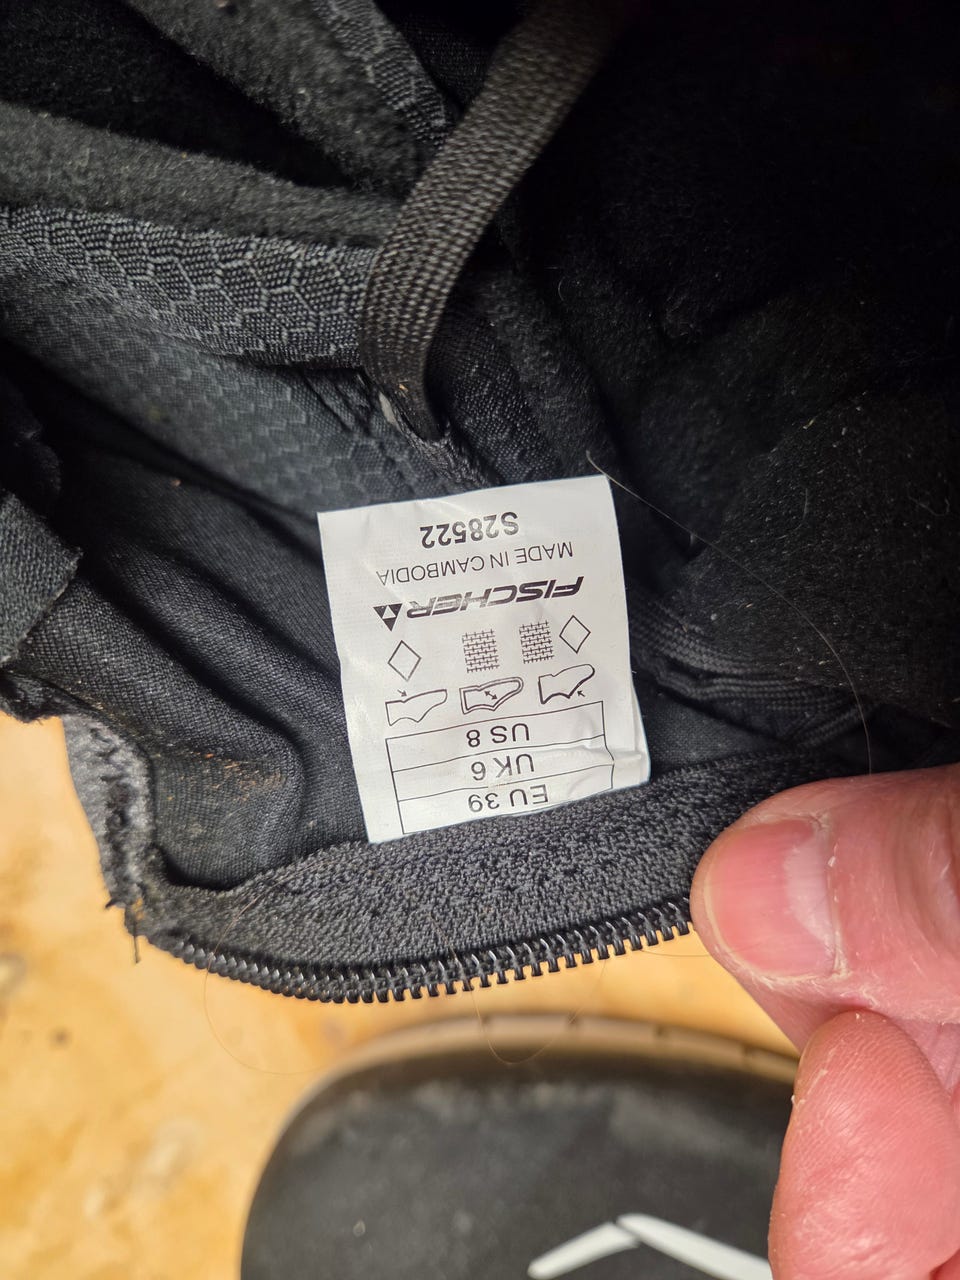 EU 39
UK 6
US 8
FISCHER
MADE IN CAMBODIA
S28522